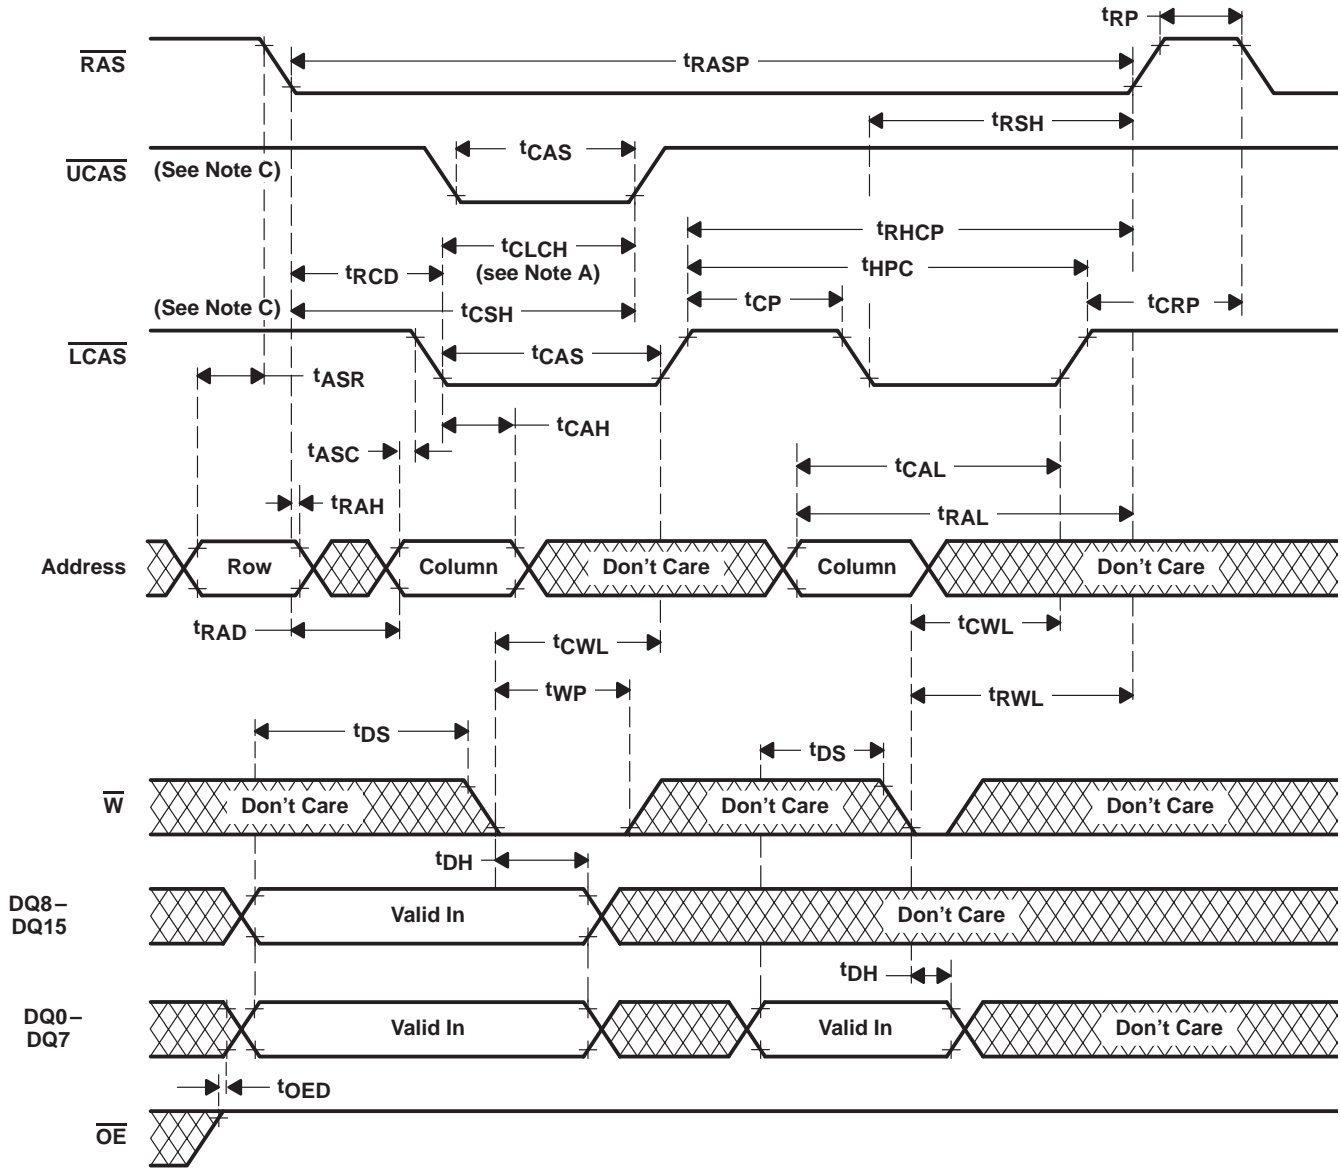 tRP
RAS
tRASP
tRSH
UCAS (See Note C)
tCAS
tRHCP
tCLCH
(see Note A)
tRCD
tHPC
(See Note C)
tCSH
tCP
tCRP
LCAS
tCAS
tASR
tCAH
tASC
tCAL
tRAH
tRAL
Address Row Column Don't Care Column Don't Care
tRAD
tCWL
tCWL
tWP
tRWL
tDS
tDS
W Don't Care Don't Care Don't Care
tDH
DQ8–
DQ15
Valid In Don't Care
tDH
DQ0–
DQ7
Valid In Valid In Don't Care
tOED
OE